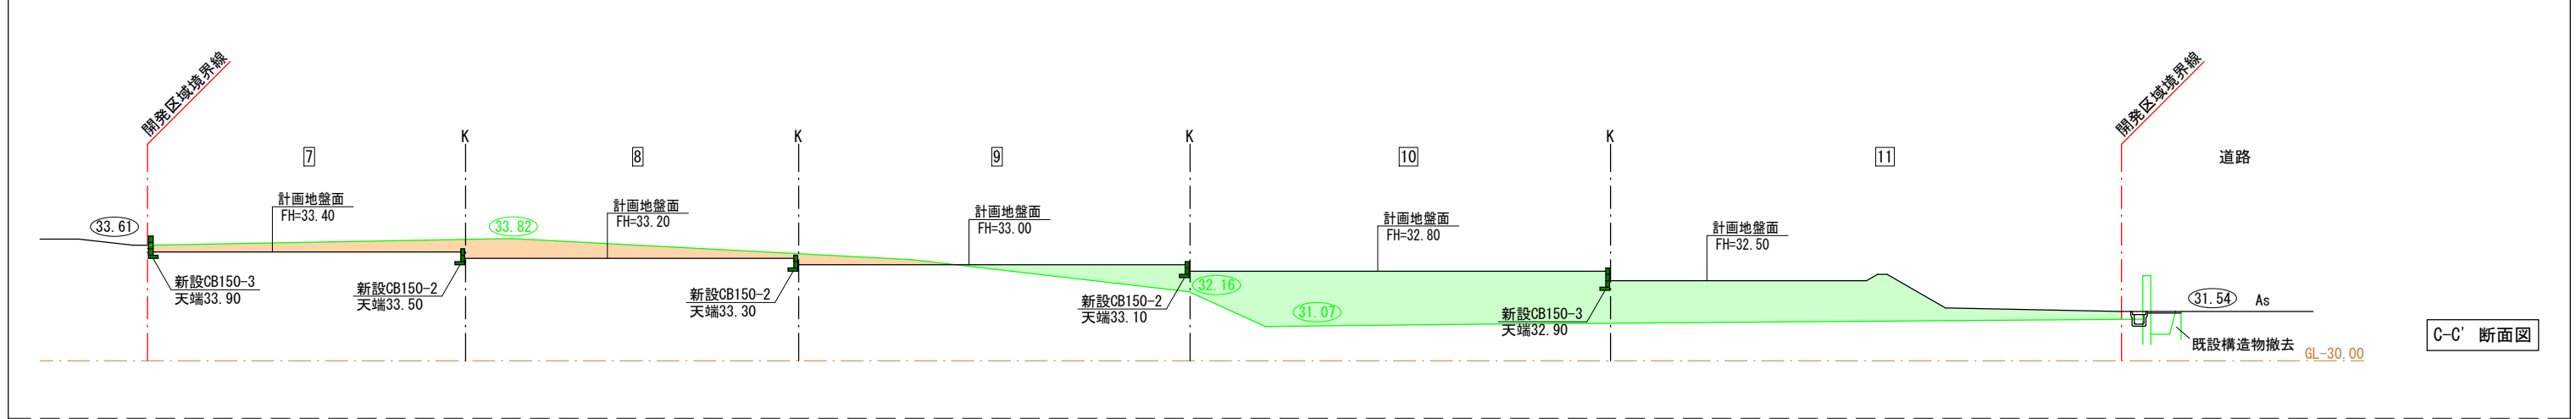 開発区域境界線
開発区域境界線
K
K
K
K
7
8
9
10
11
道路
33.61
計画地盤面
FH=33.40
33.82
計画地盤面
FH=33.20
計画地盤面
FH=33.00
計画地盤面
FH=32.80
計画地盤面
FH=32.50
新設CB150-3
天端33.90
新設CB150-2
天端33.50
新設CB150-2
天端33.30
新設CB150-2
天端33.10
32.16
31.07
新設CB150-3
天端32.90
31.54
As
既設構造物撤去
GL-30.00
C-C' 断面図